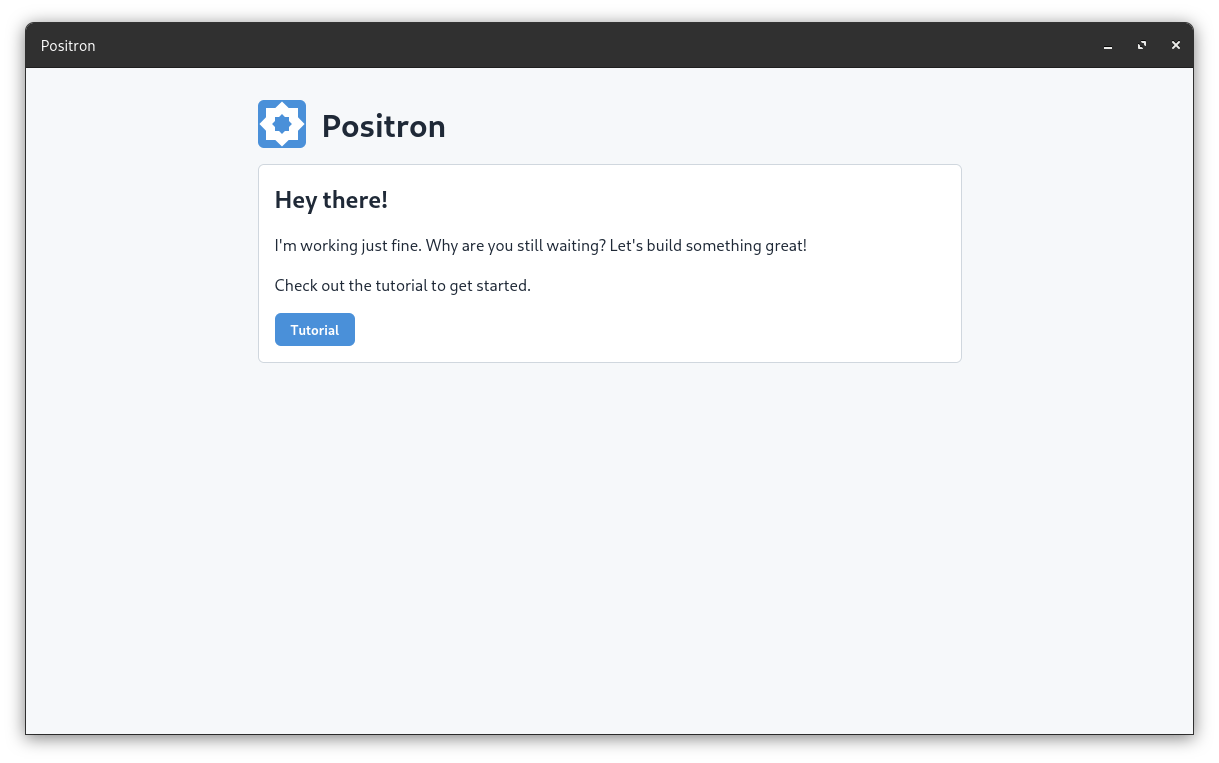 Positron
Positron
Hey there!
I'm working just fine. Why are you still waiting? Let's build something great!
Check out the tutorial to get started.
Tutorial